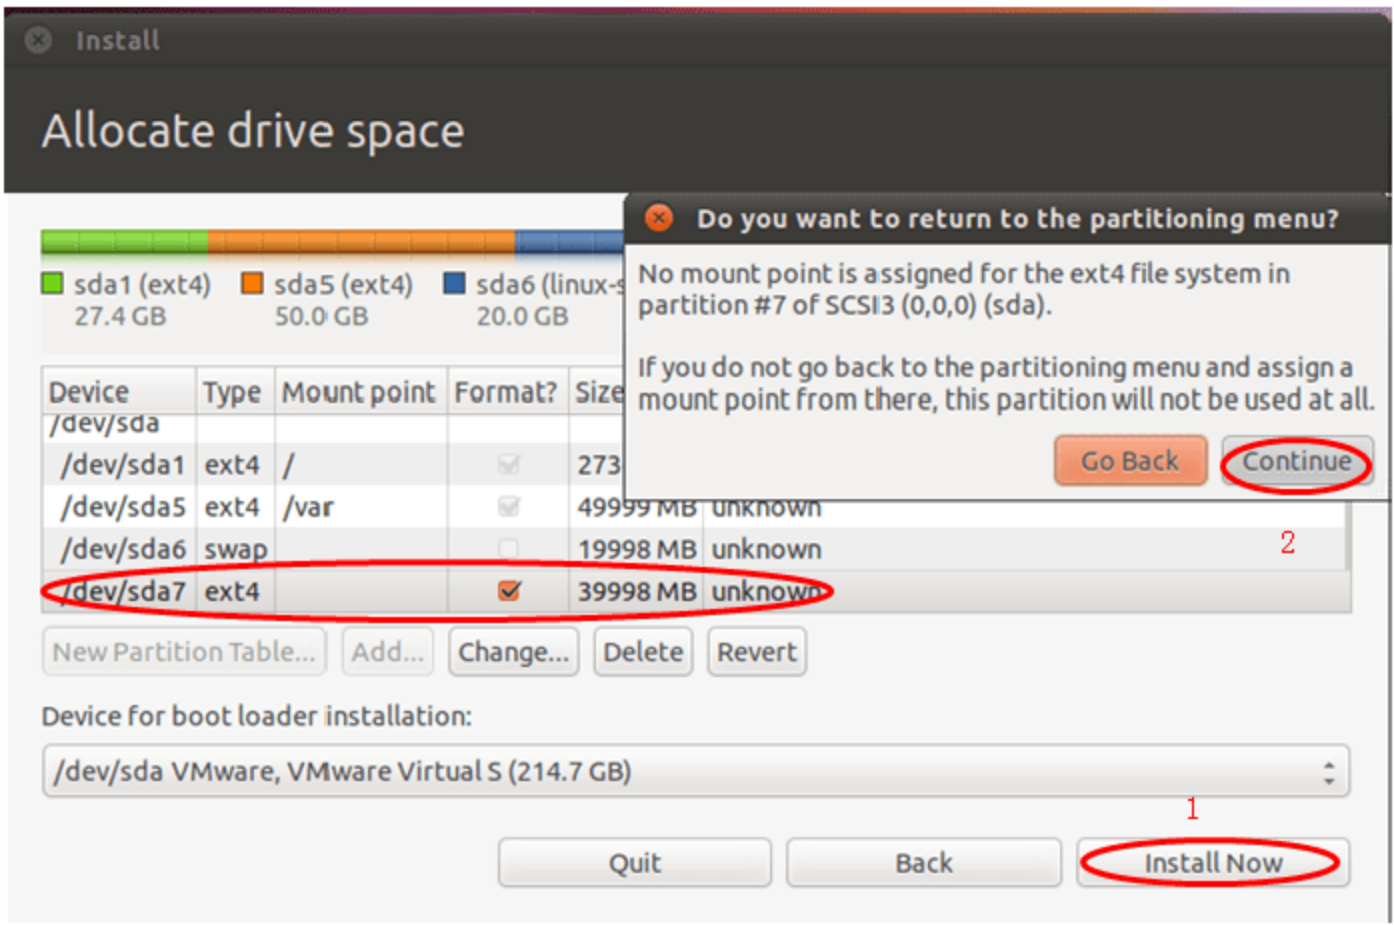 Install
Allocate drive space
Do you want to return to the partitioning menu?
No mount point is assigned for the ext4 file system in
partition #7 of SCSI3 (0,0,0) (sda).
If you do not go back to the partitioning menu and assign a
mount point from there, this partition will not be used at all.
Go Back Continue
2
sda1 (ext4) sda5 (ext4) sda6 (linux-s
27.4 GB 50.0 GB 20.0 GB
Device Type Mount point Format? Size
/dev/sda
/dev/sda1 ext4 / 273
/dev/sda5 ext4 /var 49999 MB unknown
/dev/sda6 swap 19998 MB unknown
/dev/sda7 ext4 39998 MB unknown
New Partition Table... Add... Change... Delete Revert
Device for boot loader installation:
/dev/sda VMware, VMware Virtual S (214.7 GB)
1
Quit Back Install Now